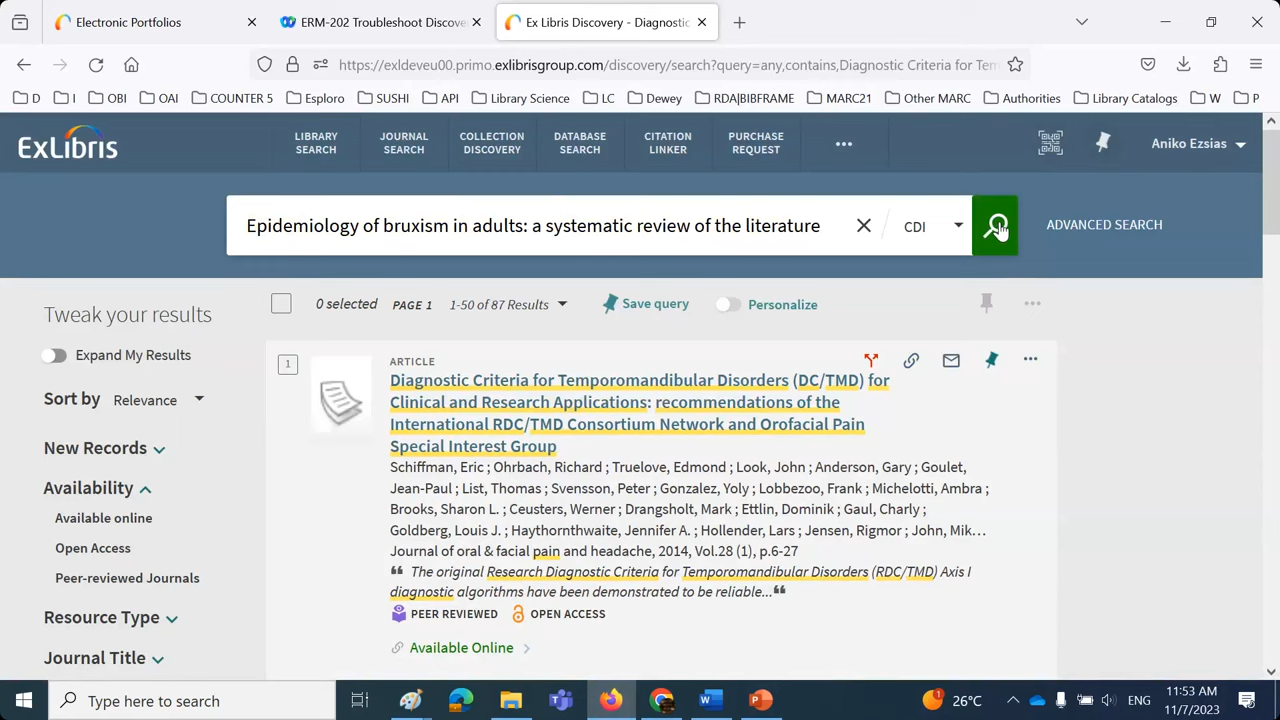 Electronic Portfolios
ERM-202 Troubleshoot Discove
Ex Libris Discovery - Diagnostic
https://exldeveu00.primo.exlibrisgroup.com/discovery/search?query=any,contains,Diagnostic Criteria for Tem
D
I
OBI
OAI
COUNTER 5
Esploro
SUSHI
API
Library Science
LC
Dewey
RDA|BIBFRAME
MARC21
Other MARC
Authorities
Library Catalogs
W
P
ExLibris
LIBRARY
SEARCH
JOURNAL
SEARCH
COLLECTION
DISCOVERY
DATABASE
SEARCH
CITATION
LINKER
PURCHASE
REQUEST
Aniko Ezsias
Epidemiology of bruxism in adults: a systematic review of the literature
CDI
ADVANCED SEARCH
Tweak your results
Expand My Results
Sort by Relevance
New Records
Availability
Available online
Open Access
Peer-reviewed Journals
Resource Type
Journal Title
0 selected PAGE 1 1-50 of 87 Results
Save query
Personalize
1
ARTICLE
Diagnostic Criteria for Temporomandibular Disorders (DC/TMD) for
Clinical and Research Applications: recommendations of the
International RDC/TMD Consortium Network and Orofacial Pain
Special Interest Group
Schiffman, Eric ; Ohrbach, Richard ; Truelove, Edmond ; Look, John ; Anderson, Gary ; Goulet,
Jean-Paul ; List, Thomas ; Svensson, Peter ; Gonzalez, Yoly ; Lobbezoo, Frank ; Michelotti, Ambra ;
Brooks, Sharon L. ; Ceusters, Werner ; Drangsholt, Mark ; Ettlin, Dominik ; Gaul, Charly ;
Goldberg, Louis J. ; Haythornthwaite, Jennifer A. ; Hollender, Lars ; Jensen, Rigmor ; John, Mik...
Journal of oral & facial pain and headache, 2014, Vol.28 (1), p.6-27
The original Research Diagnostic Criteria for Temporomandibular Disorders (RDC/TMD) Axis I
diagnostic algorithms have been demonstrated to be reliable...
PEER REVIEWED
OPEN ACCESS
Available Online
Type here to search
1
26°C
ENG
11:53 AM
11/7/2023